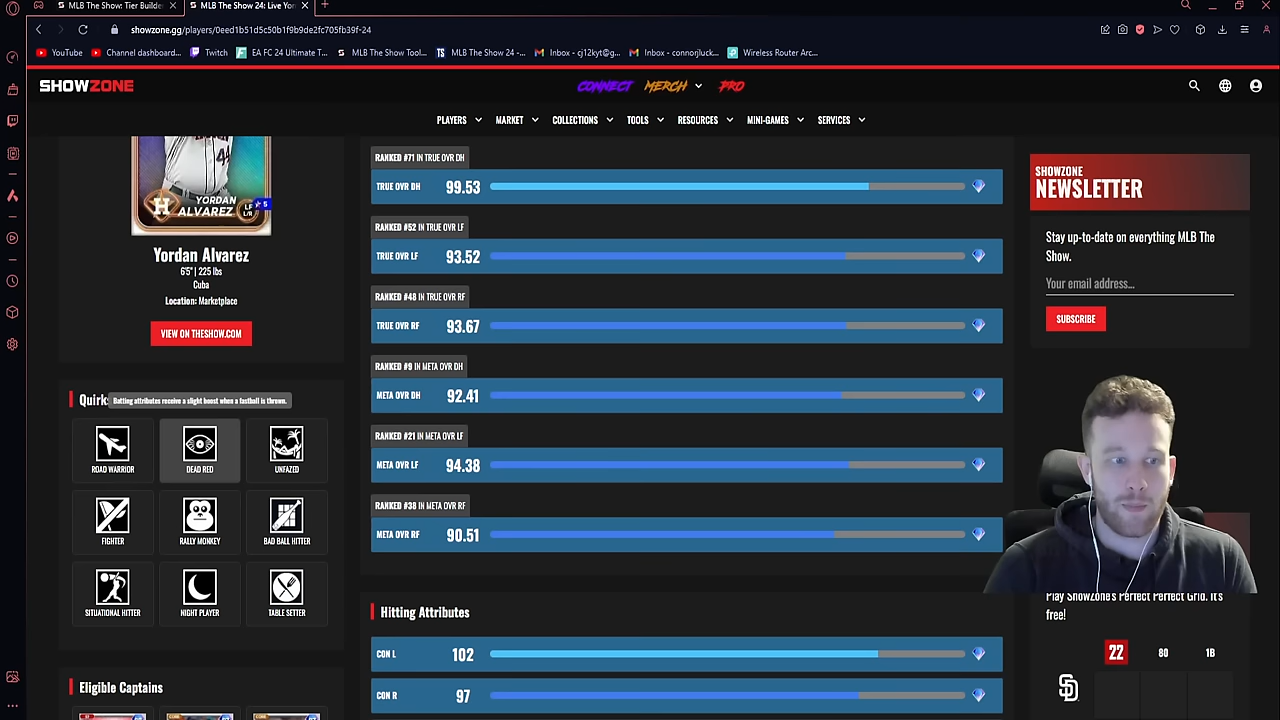 MLB The Show: Tier Builder
MLB The Show 24: Live Yor
showzone.gg/players/0eed1b51d5c50b1f9b9de2fc705fb39f-24
YouTube
Channel dashboard...
Twitch
EA FC 24 Ultimate T...
MLB The Show Tool...
MLB The Show 24 -...
Inbox - cj12kyt@g...
Inbox - connorjluck...
Wireless Router Arc...
SHOWZONE
CONNECT
MERCH
PRO
PLAYERS
MARKET
COLLECTIONS
TOOLS
RESOURCES
MINI-GAMES
SERVICES
YORDAN
ALVAREZ
LF
L/R
5
Yordan Alvarez
6'5" | 225 lbs
Cuba
Location: Marketplace
VIEW ON THESHOW.COM
Quirk
Batting attributes receive a slight boost when a fastball is thrown.
ROAD WARRIOR
DEAD RED
UNFAZED
FIGHTER
RALLY MONKEY
BAD BALL HITTER
SITUATIONAL HITTER
NIGHT PLAYER
TABLE SETTER
Eligible Captains
RANKED #71 IN TRUE OVR DH
TRUE OVR DH 99.53
RANKED #52 IN TRUE OVR LF
TRUE OVR LF 93.52
RANKED #48 IN TRUE OVR RF
TRUE OVR RF 93.67
RANKED #9 IN META OVR DH
META OVR DH 92.41
RANKED #21 IN META OVR LF
META OVR LF 94.38
RANKED #38 IN META OVR RF
META OVR RF 90.51
Hitting Attributes
CON L 102
CON R 97
SHOWZONE
NEWSLETTER
Stay up-to-date on everything MLB The
Show.
Your email address...
SUBSCRIBE
Play ShowZone's Perfect Perfect Grid. It's
free!
22
80
1B
SD